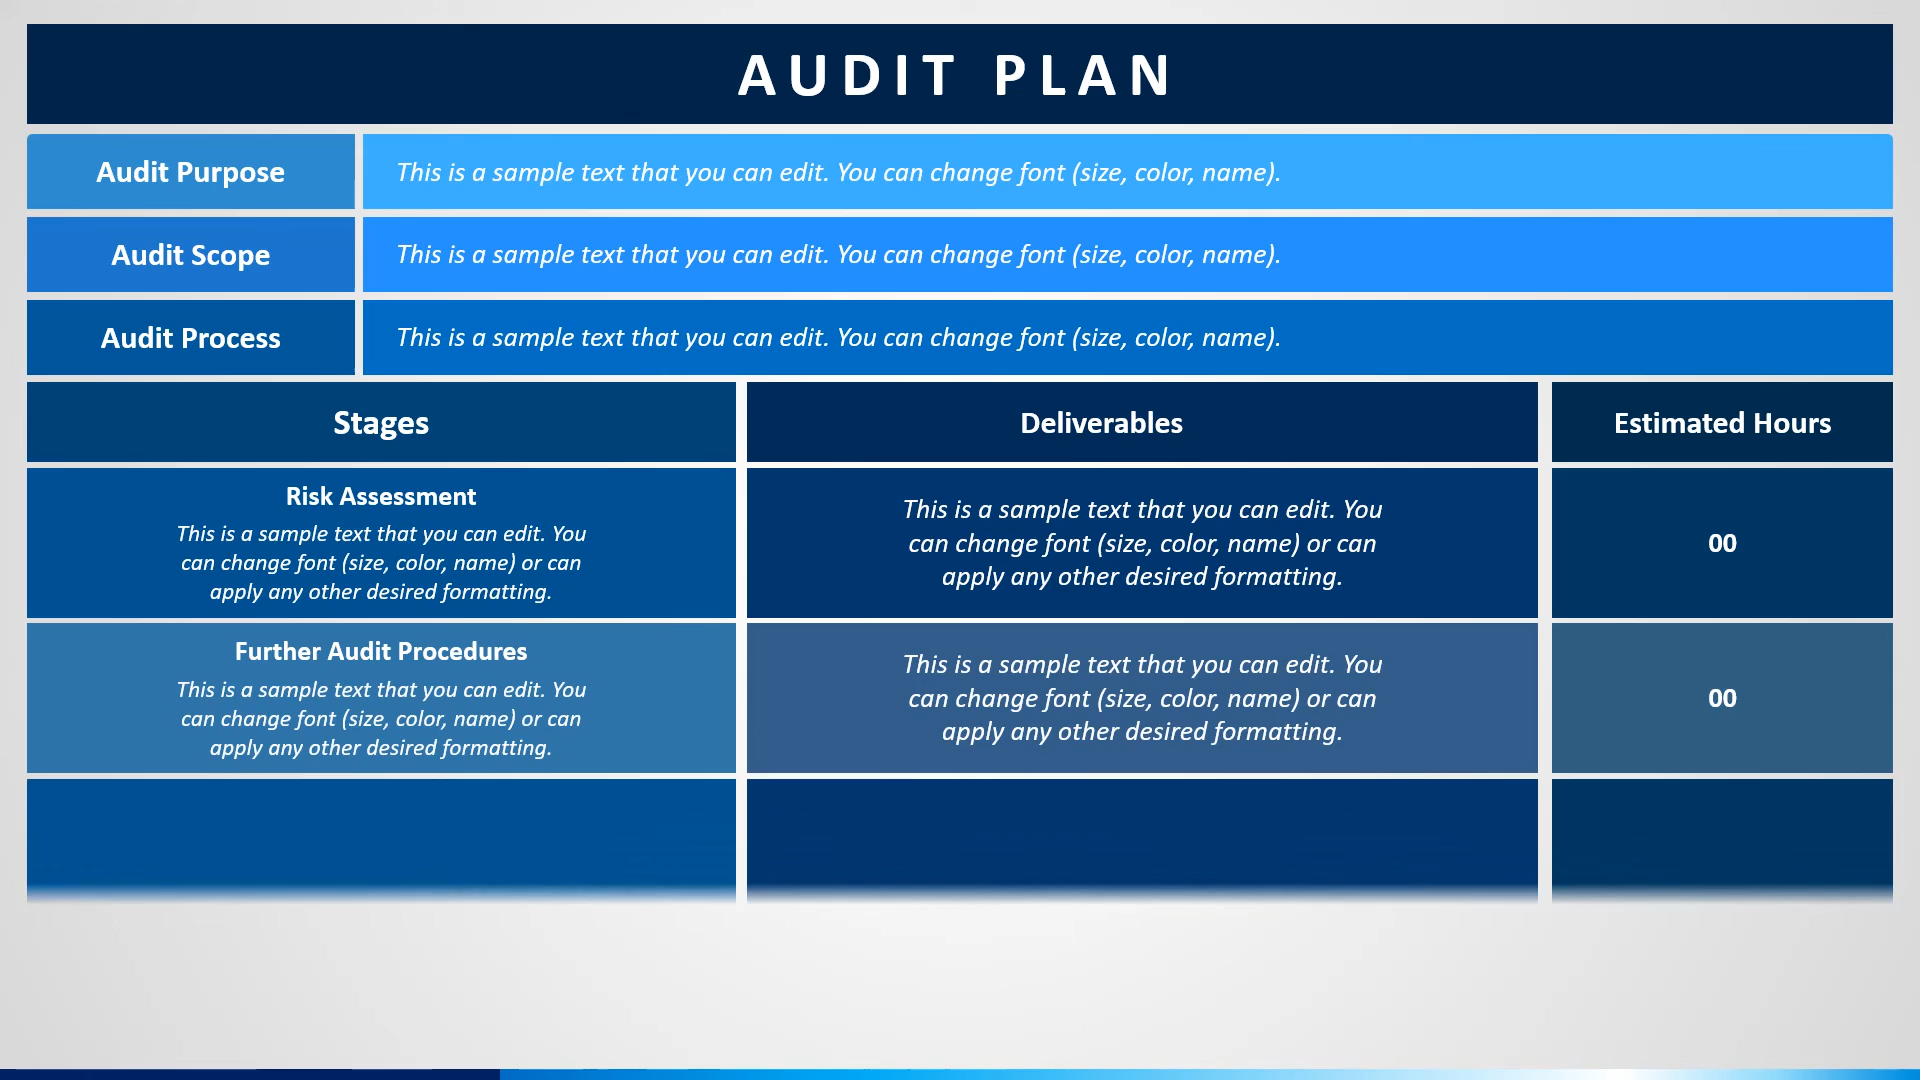 AUDIT PLAN
Audit Purpose
This is a sample text that you can edit. You can change font (size, color, name).
Audit Scope
This is a sample text that you can edit. You can change font (size, color, name).
Audit Process
This is a sample text that you can edit. You can change font (size, color, name).
Stages
Deliverables
Estimated Hours
Risk Assessment
This is a sample text that you can edit. You
can change font (size, color, name) or can
apply any other desired formatting.
This is a sample text that you can edit. You
can change font (size, color, name) or can
apply any other desired formatting.
00
Further Audit Procedures
This is a sample text that you can edit. You
can change font (size, color, name) or can
apply any other desired formatting.
This is a sample text that you can edit. You
can change font (size, color, name) or can
apply any other desired formatting.
00